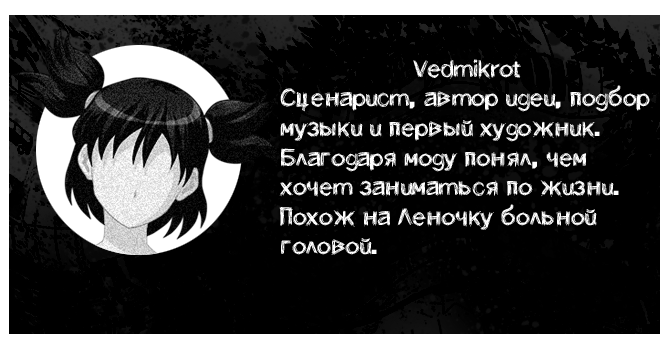 Vedmikrot
Сценарист, автор идеи, подбор
музыки и первый художник.
Благодаря моду понял, чем
хочет заниматься по жизни.
Похож на Леночку больной
головой.